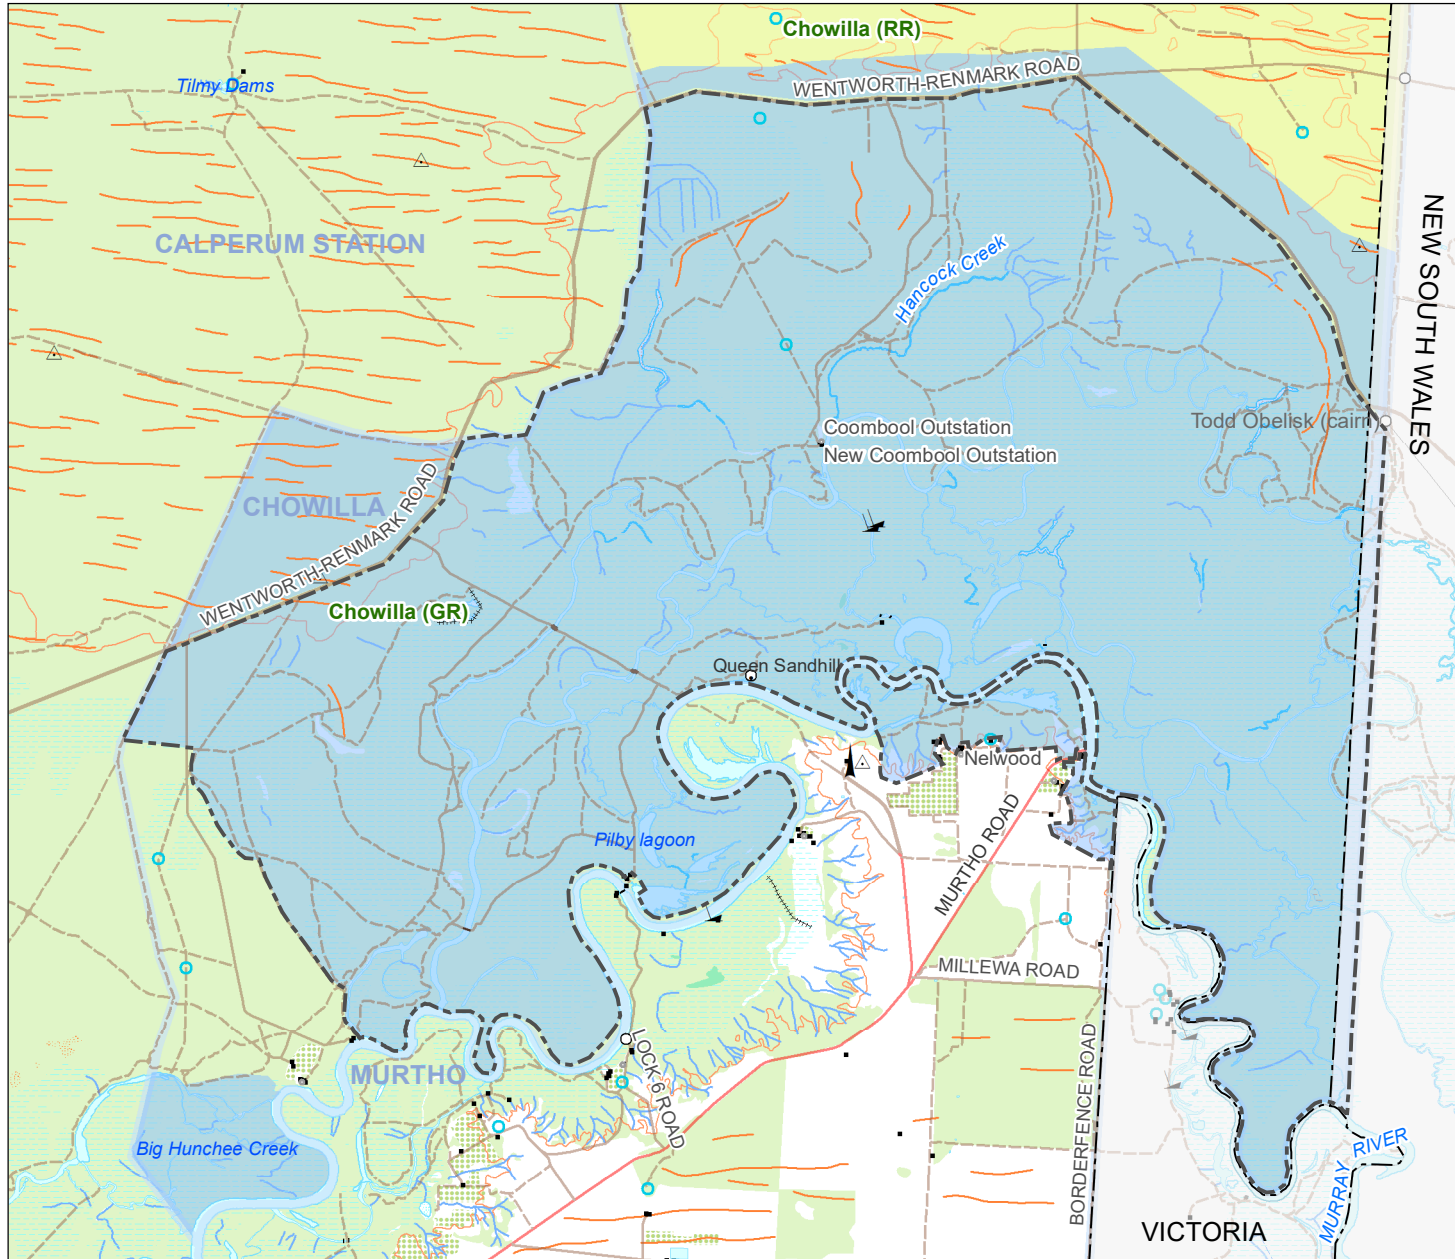 Chowilla (RR)
Tilmy Dams
WENTWORTH-RENMARK ROAD
CALPERUM STATION
NEW SOUTH WALES
Hancock Creek
Todd Obelisk (cairn)
Coombool Outstation
New Coombool Outstation
CHOWILLA
WENTWORTH-RENMARK ROAD
Chowilla (GR)
Queen Sandhill
Nelwood
MURTHO ROAD
Pilby lagoon
MILLEWA ROAD
LOCK 6 ROAD
MURTHO
BORDERFENCE ROAD
Big Hunchee Creek
MURRAY RIVER
VICTORIA